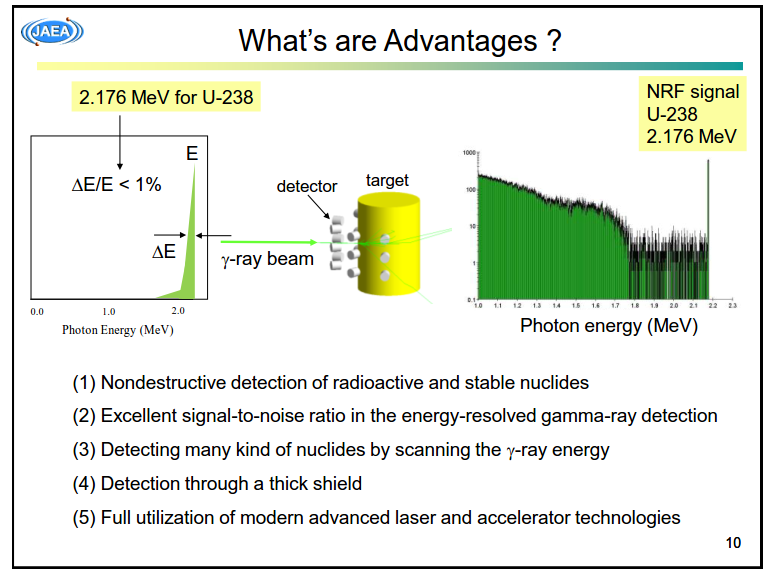 JAEA
What's are Advantages ?
2.176 MeV for U-238
NRF signal
U-238
2.176 MeV
E
ΔE/E < 1%
ΔE
0.0 1.0 2.0
Photon Energy (MeV)
detector
target
γ-ray beam
1000
100
10
1
0.1
1.0 1.1 1.2 1.3 1.4 1.5 1.6 1.7 1.8 1.9 2.0 2.1 2.2 2.3
Photon energy (MeV)
(1) Nondestructive detection of radioactive and stable nuclides
(2) Excellent signal-to-noise ratio in the energy-resolved gamma-ray detection
(3) Detecting many kind of nuclides by scanning the γ-ray energy
(4) Detection through a thick shield
(5) Full utilization of modern advanced laser and accelerator technologies
10